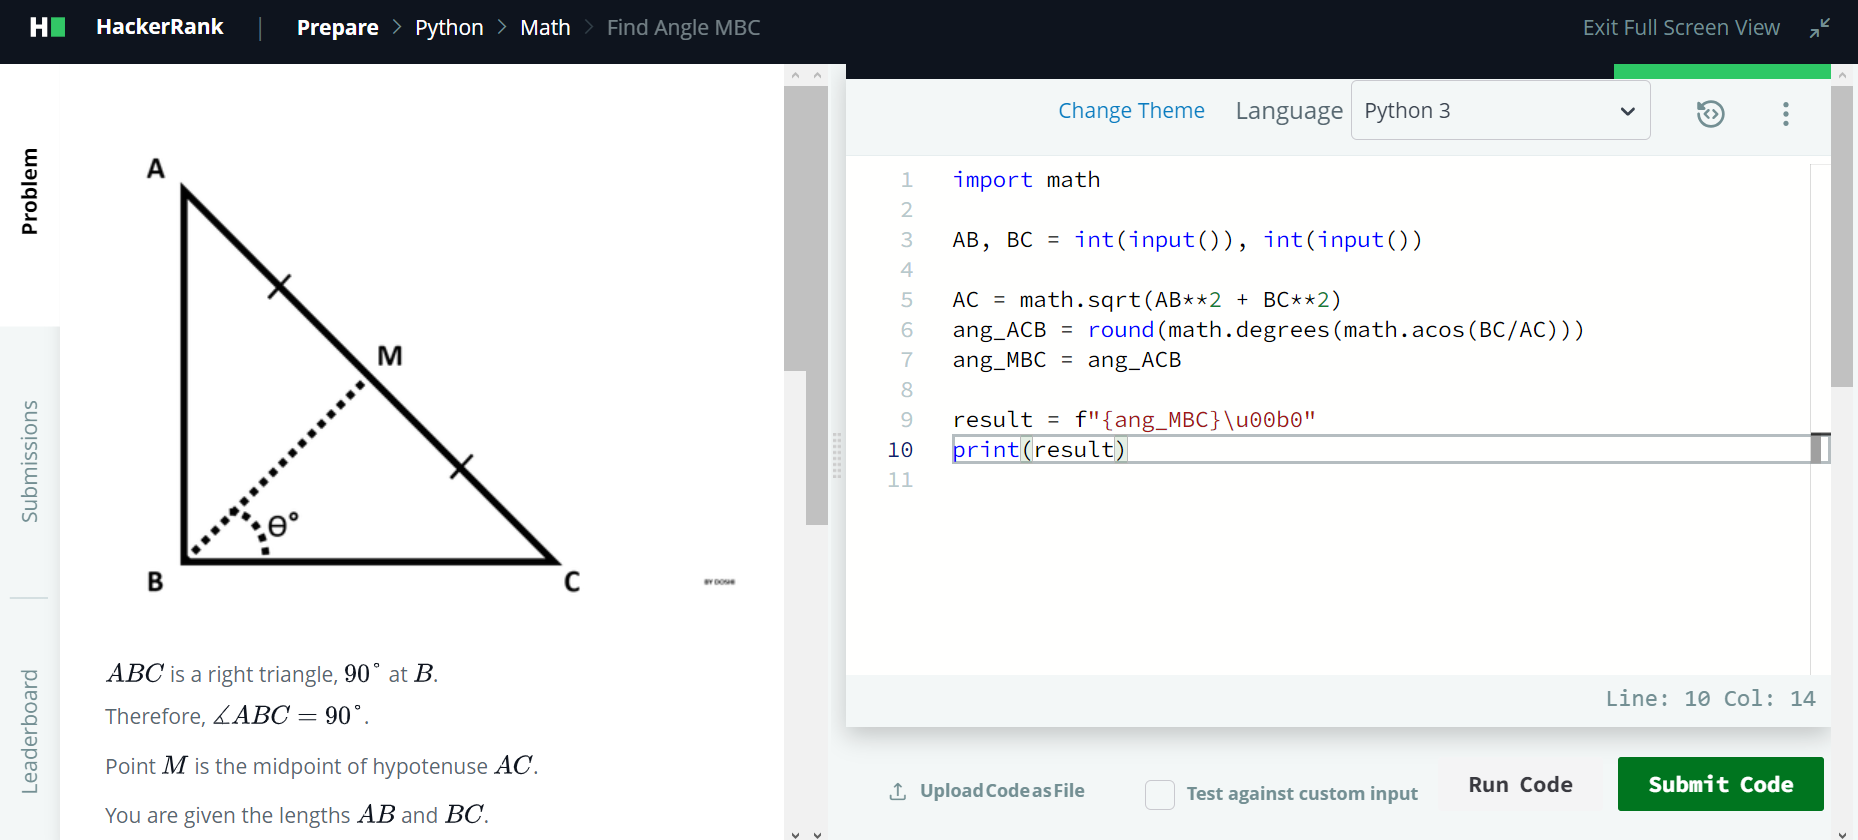 H HackerRank | Prepare > Python > Math > Find Angle MBC Exit Full Screen View
Problem
Submissions
Leaderboard
A
M
θ°
B
C
BY DOSHI
ABC is a right triangle, 90° at B.
Therefore, ∡ABC = 90°.
Point M is the midpoint of hypotenuse AC.
You are given the lengths AB and BC.
Change Theme Language Python 3
1 import math
2
3 AB, BC = int(input()), int(input())
4
5 AC = math.sqrt(AB**2 + BC**2)
6 ang_ACB = round(math.degrees(math.acos(BC/AC)))
7 ang_MBC = ang_ACB
8
9 result = f"{ang_MBC}\u00b0"
10 print(result)
11
Line: 10 Col: 14
Upload Code as File Test against custom input Run Code Submit Code